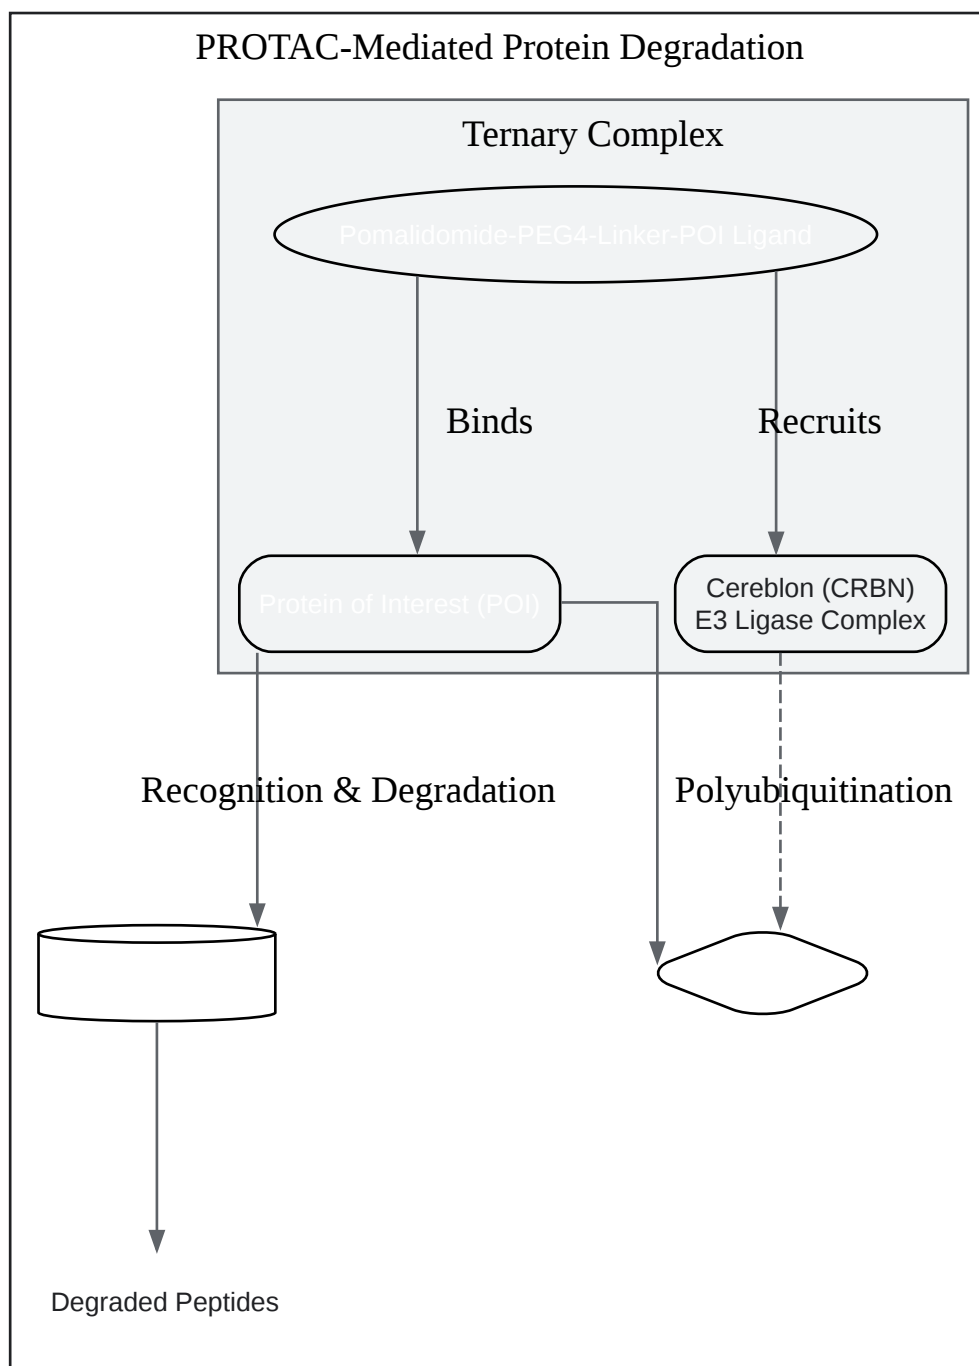 PROTAC-Mediated Protein Degradation
Ternary Complex
Pomalidomide-PEG4-Linker-POI Ligand
Binds
Recruits
Protein of Interest (POI)
Cereblon (CRBN)
E3 Ligase Complex
Recognition & Degradation
Polyubiquitination
Degraded Peptides